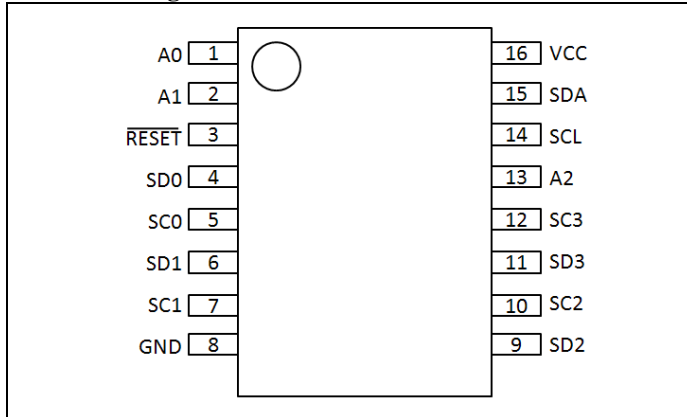 A0 1 16 VCC
A1 2 15 SDA
R̅E̅S̅E̅T̅ 3 14 SCL
SD0 4 13 A2
SC0 5 12 SC3
SD1 6 11 SD3
SC1 7 10 SC2
GND 8 9 SD2